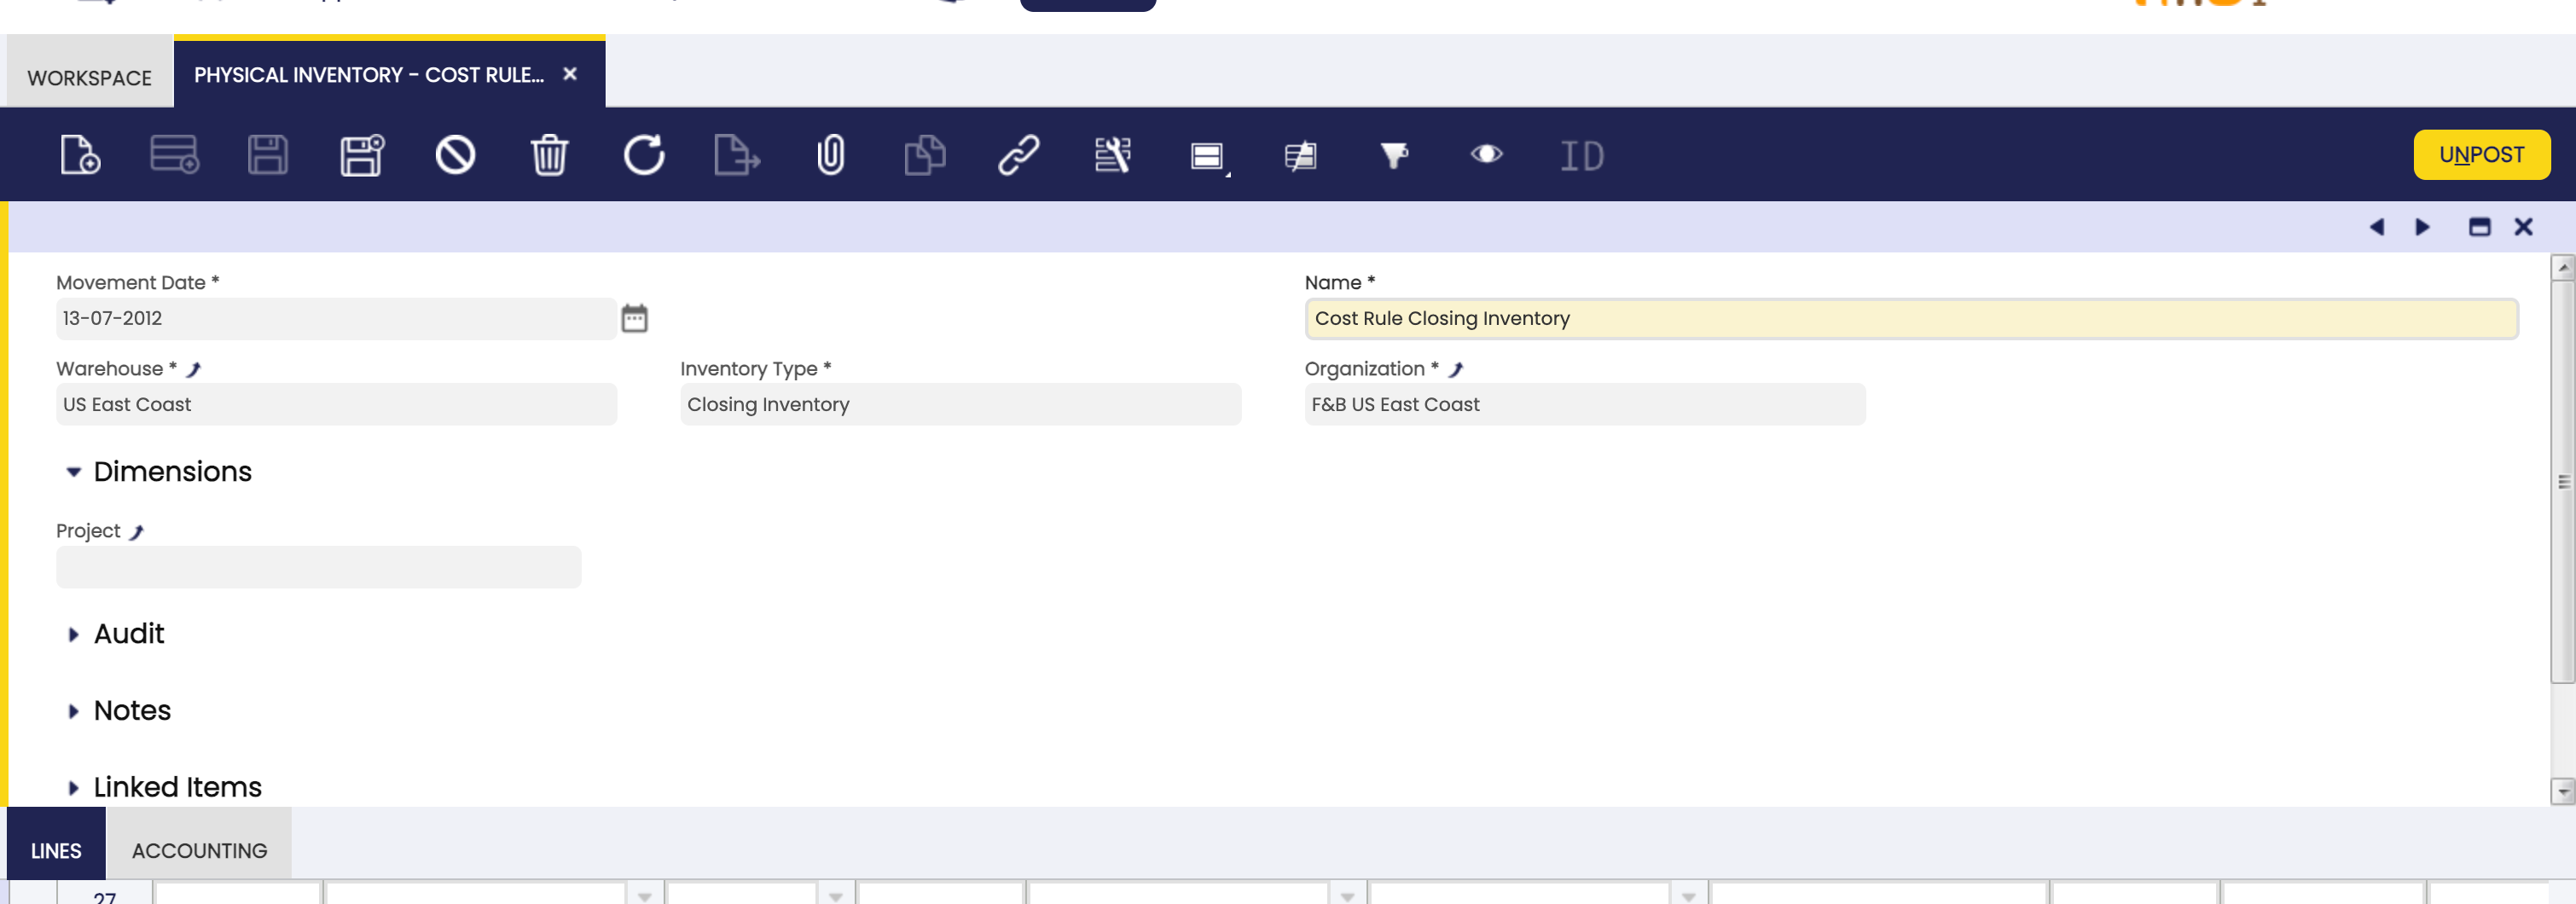 WORKSPACE
PHYSICAL INVENTORY - COST RULE...
ID
UNPOST
Movement Date *
Name *
13-07-2012
Cost Rule Closing Inventory
Warehouse *
Inventory Type *
Organization *
US East Coast
Closing Inventory
F&B US East Coast
Dimensions
Project
Audit
Notes
Linked Items
LINES
ACCOUNTING
27